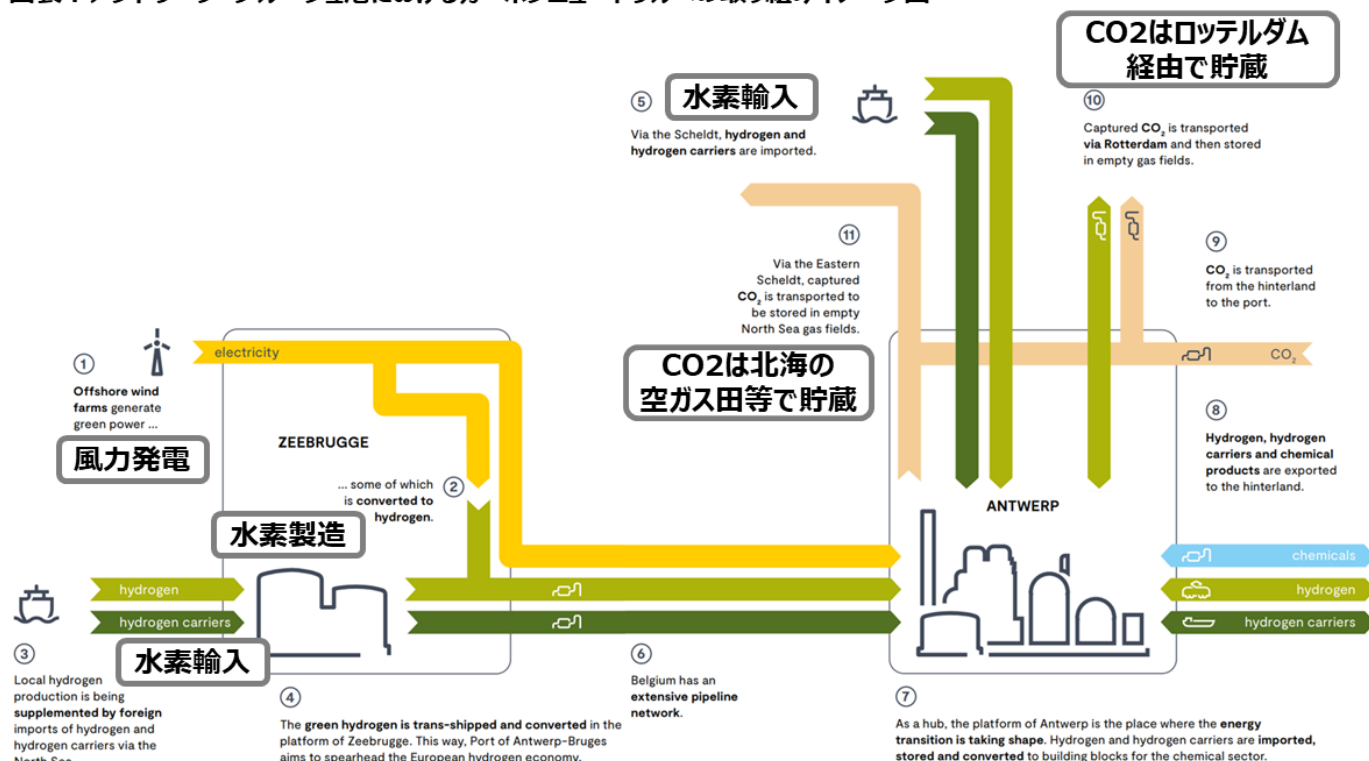 CO2はロッテルダム
経由で貯蔵
⑤
水素輸入
Via the Scheldt, hydrogen and
hydrogen carriers are imported.
⑩
Captured CO₂ is transported
via Rotterdam and then stored
in empty gas fields.
⑪
Via the Eastern
Scheldt, captured
CO₂ is transported to
be stored in empty
North Sea gas fields.
⑨
CO₂ is transported
from the hinterland
to the port.
CO2は北海の
空ガス田等で貯蔵
CO₂
①
Offshore wind
farms generate
green power ...
風力発電
electricity
ZEEBRUGGE
... some of which
is converted to
hydrogen.
②
水素製造
⑧
Hydrogen, hydrogen
carriers and chemical
products are exported
to the hinterland.
ANTWERP
hydrogen
hydrogen carriers
水素輸入
chemicals
hydrogen
hydrogen carriers
③
Local hydrogen
production is being
supplemented by foreign
imports of hydrogen and
hydrogen carriers via the
④
The green hydrogen is trans-shipped and converted in the
platform of Zeebrugge. This way, Port of Antwerp-Bruges
aims to spearhead the European hydrogen economy.
⑥
Belgium has an
extensive pipeline
network.
⑦
As a hub, the platform of Antwerp is the place where the energy
transition is taking shape. Hydrogen and hydrogen carriers are imported,
stored and converted to building blocks for the chemical sector.